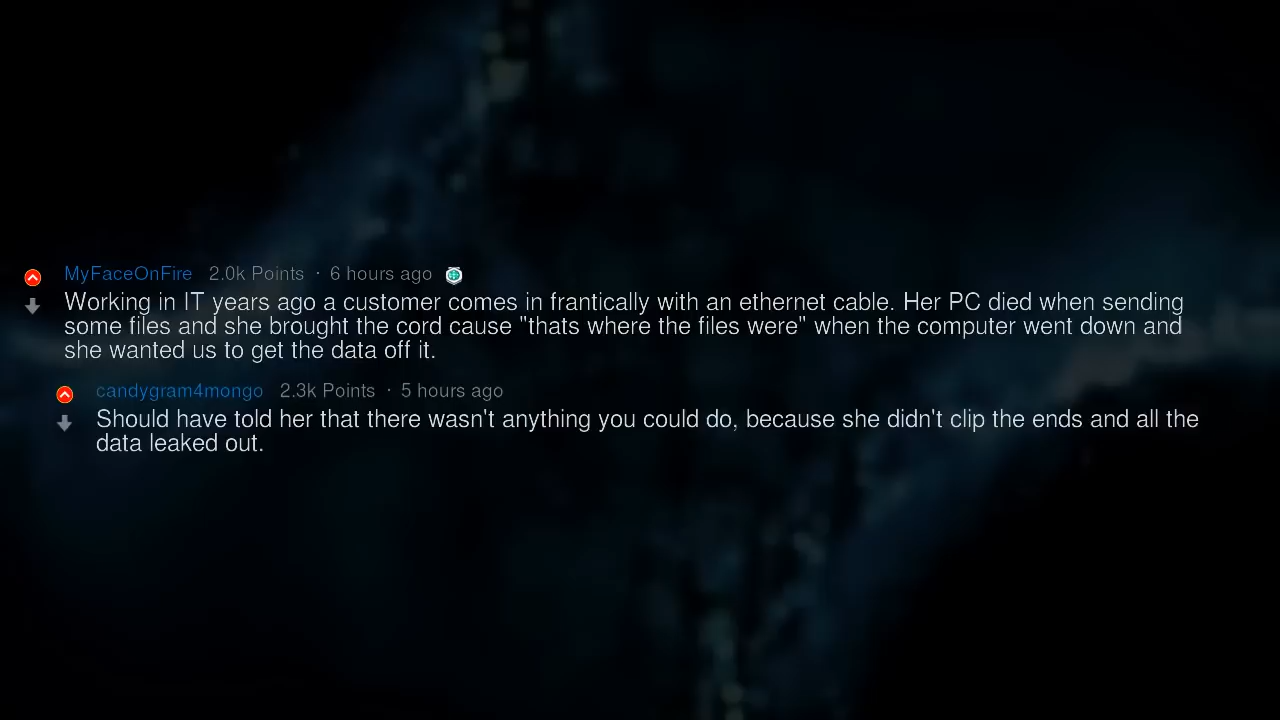 MyFaceOnFire 2.0k Points · 6 hours ago
Working in IT years ago a customer comes in frantically with an ethernet cable. Her PC died when sending
some files and she brought the cord cause "thats where the files were" when the computer went down and
she wanted us to get the data off it.
candygram4mongo 2.3k Points · 5 hours ago
Should have told her that there wasn't anything you could do, because she didn't clip the ends and all the
data leaked out.